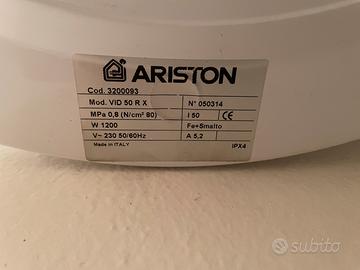 ARISTON
Cod. 3200093
Mod. VID 50 R X N° 050314
MPa 0,8 (N/cm² 80) l 50 CE
W 1200 Fe+Smalto
V~ 230 50/60Hz A 5,2
Made in ITALY IPX4
subito